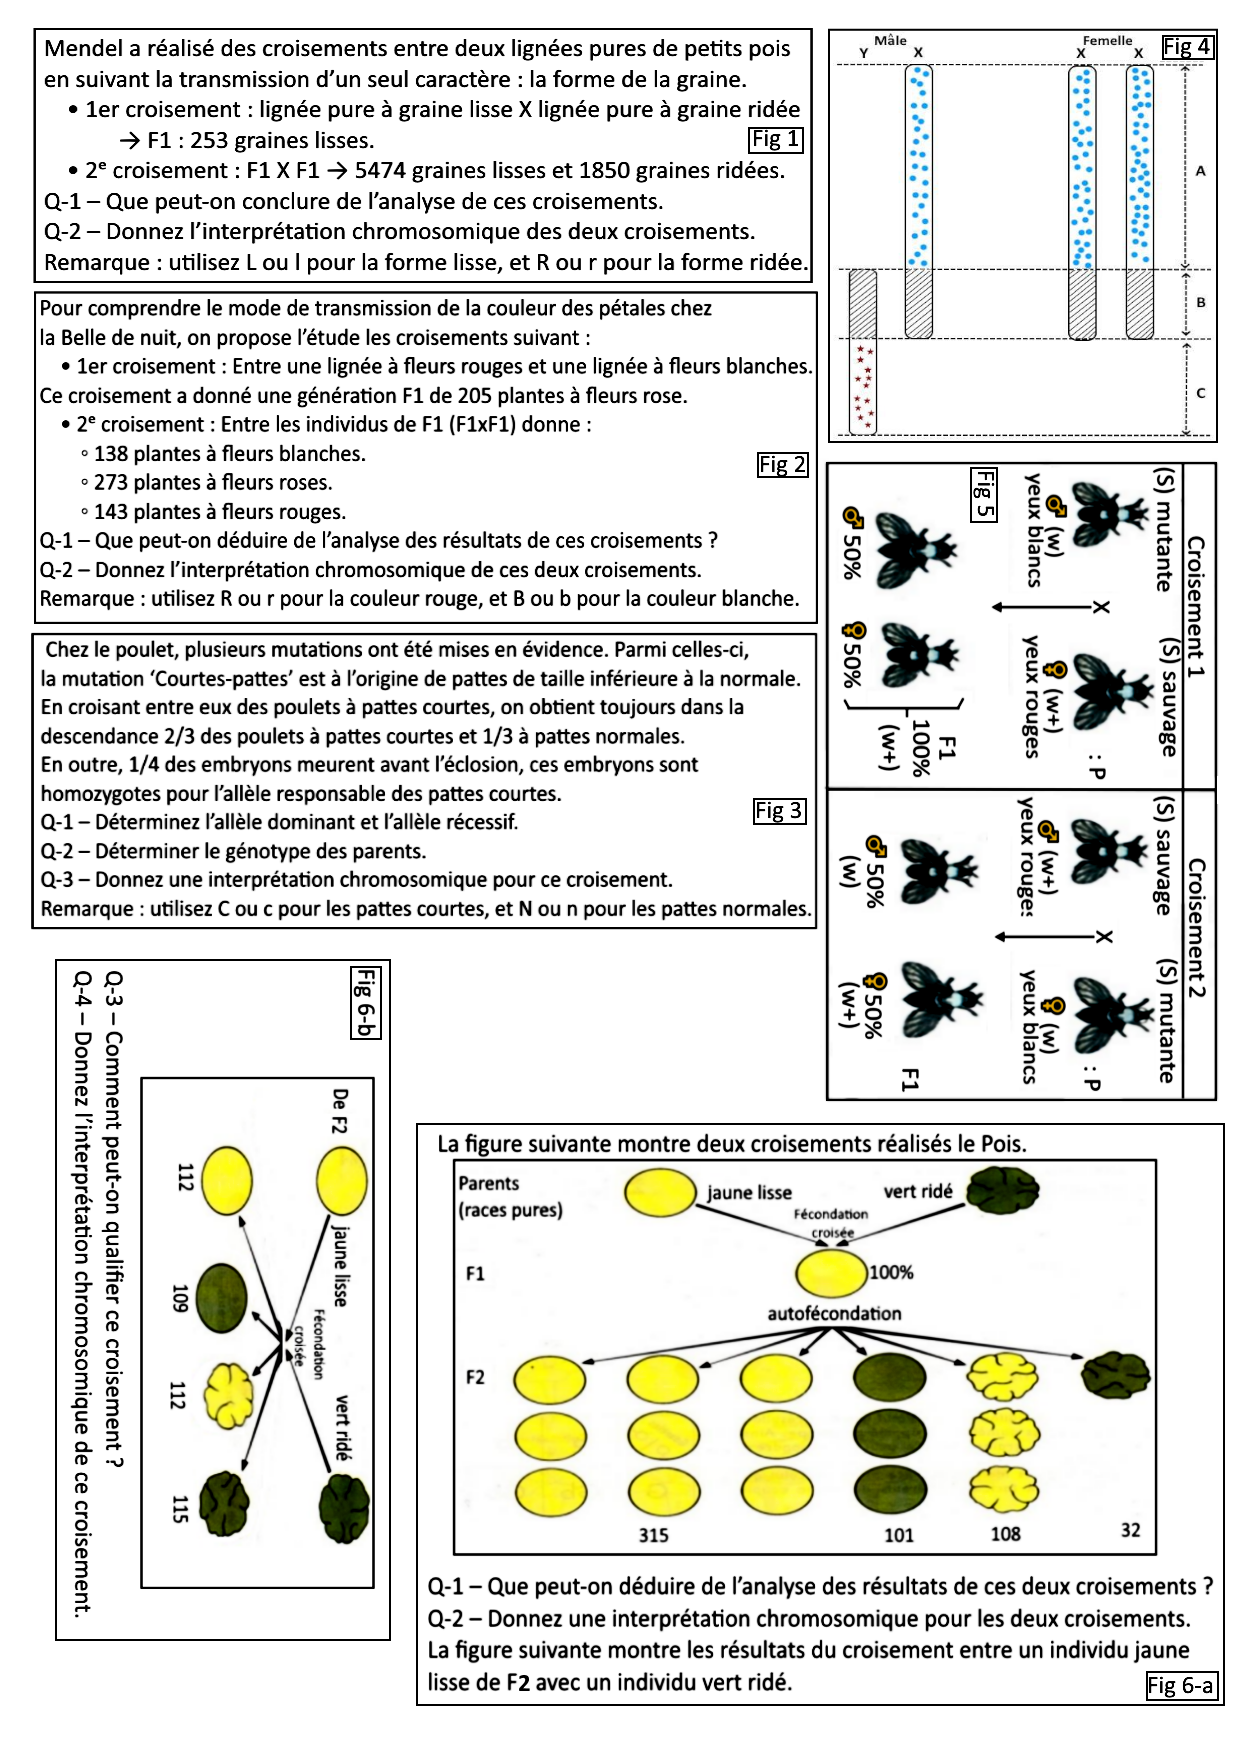 Mendel a réalisé des croisements entre deux lignées pures de petits pois
en suivant la transmission d'un seul caractère : la forme de la graine.
• 1er croisement : lignée pure à graine lisse X lignée pure à graine ridée
→ F1 : 253 graines lisses.
Fig 1
• 2e croisement : F1 X F1 → 5474 graines lisses et 1850 graines ridées.
Q-1 – Que peut-on conclure de l'analyse de ces croisements.
Q-2 – Donnez l'interprétation chromosomique des deux croisements.
Remarque : utilisez L ou l pour la forme lisse, et R ou r pour la forme ridée.
Pour comprendre le mode de transmission de la couleur des pétales chez
la Belle de nuit, on propose l'étude les croisements suivant :
• 1er croisement : Entre une lignée à fleurs rouges et une lignée à fleurs blanches.
Ce croisement a donné une génération F1 de 205 plantes à fleurs rose.
• 2e croisement : Entre les individus de F1 (F1xF1) donne :
◦ 138 plantes à fleurs blanches.
Fig 2
◦ 273 plantes à fleurs roses.
◦ 143 plantes à fleurs rouges.
Q-1 – Que peut-on déduire de l'analyse des résultats de ces croisements ?
Q-2 – Donnez l'interprétation chromosomique de ces deux croisements.
Remarque : utilisez R ou r pour la couleur rouge, et B ou b pour la couleur blanche.
Chez le poulet, plusieurs mutations ont été mises en évidence. Parmi celles-ci,
la mutation 'Courtes-pattes' est à l'origine de pattes de taille inférieure à la normale.
En croisant entre eux des poulets à pattes courtes, on obtient toujours dans la
descendance 2/3 des poulets à pattes courtes et 1/3 à pattes normales.
En outre, 1/4 des embryons meurent avant l'éclosion, ces embryons sont
homozygotes pour l'allèle responsable des pattes courtes.
Fig 3
Q-1 – Déterminez l'allèle dominant et l'allèle récessif.
Q-2 – Déterminer le génotype des parents.
Q-3 – Donnez une interprétation chromosomique pour ce croisement.
Remarque : utilisez C ou c pour les pattes courtes, et N ou n pour les pattes normales.
Mâle Femelle Fig 4
Y X X X
A
B
C
Croisement 1
(S) mutante (S) sauvage
♂ (w) X ♀ (w+) : P
yeux blancs yeux rouges
Fig 5
F1
100%
(w+)
♂ 50% ♀ 50%
Croisement 2
(S) sauvage (S) mutante
♂ (w+) X ♀ (w) : P
yeux rouges yeux blancs
F1
♂ 50% ♀ 50%
(w) (w+)
Fig 6-b
De F2 jaune lisse vert ridé
Fécondation
croisée
112 109 112 115
Q-3 – Comment peut-on qualifier ce croisement ?
Q-4 – Donnez l'interprétation chromosomique de ce croisement.
La figure suivante montre deux croisements réalisés le Pois.
Parents
(races pures)
jaune lisse vert ridé
Fécondation
croisée
F1 100%
autofécondation
F2
315 101 108 32
Q-1 – Que peut-on déduire de l'analyse des résultats de ces deux croisements ?
Q-2 – Donnez une interprétation chromosomique pour les deux croisements.
La figure suivante montre les résultats du croisement entre un individu jaune
lisse de F2 avec un individu vert ridé.
Fig 6-a